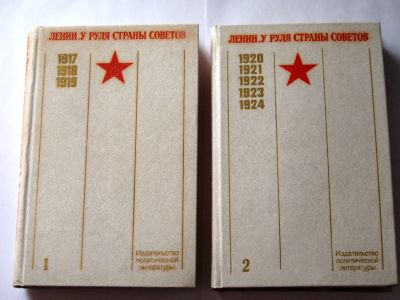 ЛЕНИН. У РУЛЯ СТРАНЫ СОВЕТОВ
1917
1918
1919
1
Издательство
политической
литературы
ЛЕНИН. У РУЛЯ СТРАНЫ СОВЕТОВ
1920
1921
1922
1923
1924
2
Издательство
политической
литературы